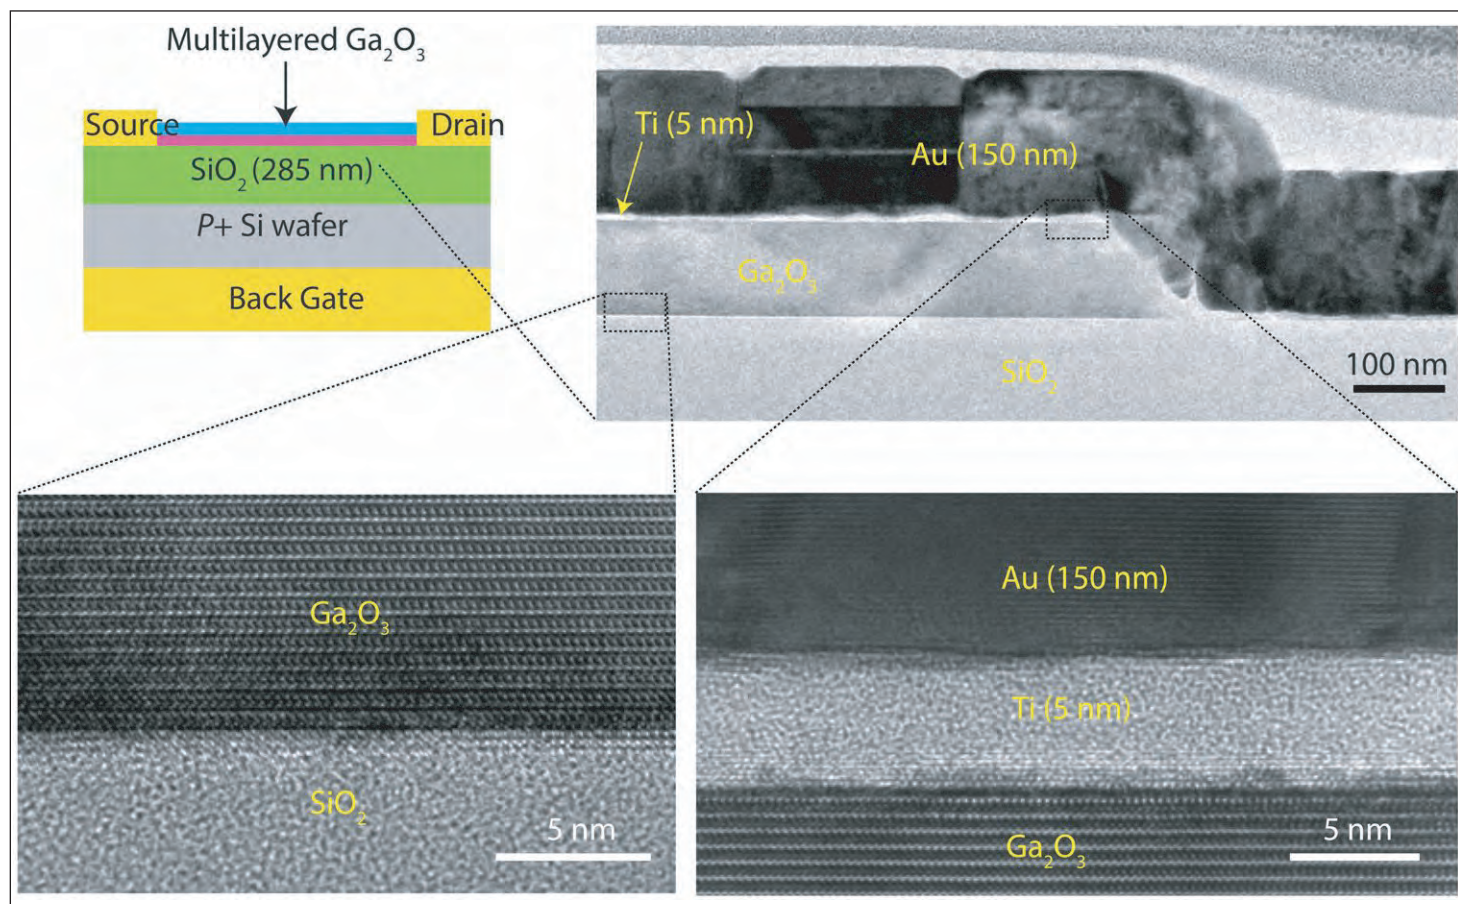 Multilayered Ga₂O₃
Source
Drain
SiO₂ (285 nm)
P+ Si wafer
Back Gate
Ti (5 nm)
Au (150 nm)
Ga₂O₃
SiO₂
100 nm
Ga₂O₃
SiO₂
5 nm
Au (150 nm)
Ti (5 nm)
Ga₂O₃
5 nm